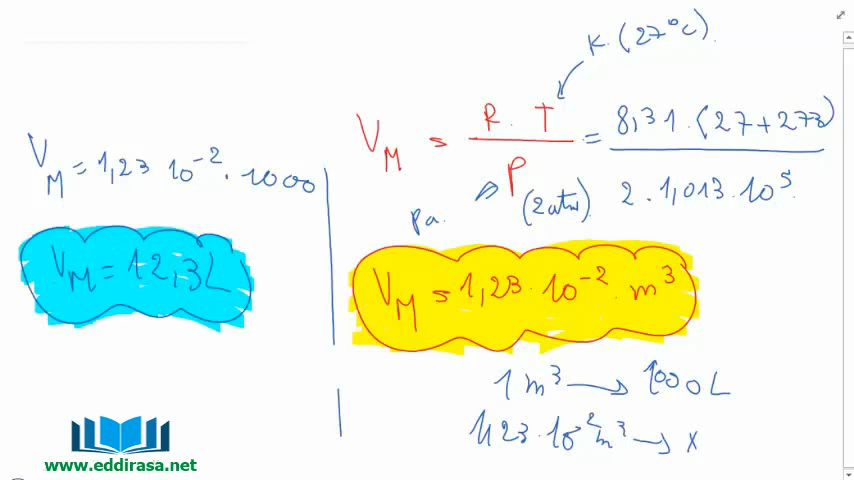 K. (27°C).
V_M = R . T / P = 8,31 . (27 + 273) / 2 . 1,013 . 10^5
pa. (2atm).
V_M = 1,23 . 10^-2 . m^3
1 m^3 → 1000 L
1,23 . 10^-2 m^3 → x
V_M = 1,23 10^-2 . 1000
V_M = 12,3L
www.eddirasa.net